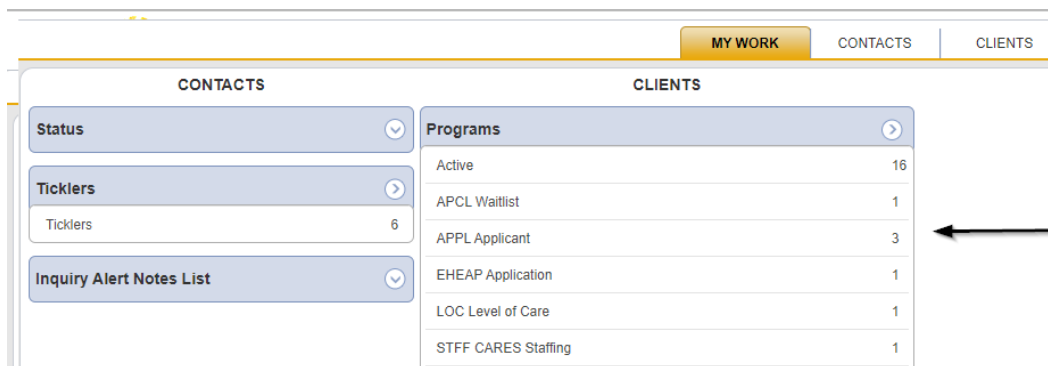 MY WORK CONTACTS CLIENTS
CONTACTS
Status
Ticklers
Ticklers 6
Inquiry Alert Notes List
CLIENTS
Programs
Active 16
APCL Waitlist 1
APPL Applicant 3
EHEAP Application 1
LOC Level of Care 1
STFF CARES Staffing 1